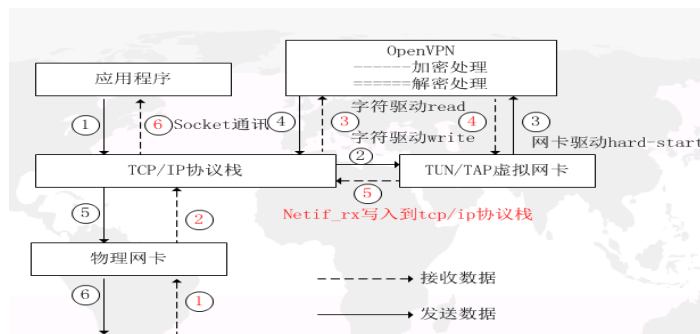 OpenVPN
------加密处理
======解密处理
应用程序
字符驱动read
① ⑥ Socket通讯 ④ ③ 字符驱动write ④ ③
网卡驱动hard-start
②
TCP/IP协议栈
TUN/TAP虚拟网卡
⑤
Netif_rx写入到tcp/ip协议栈
⑤ ②
物理网卡
接收数据
⑥ ①
发送数据